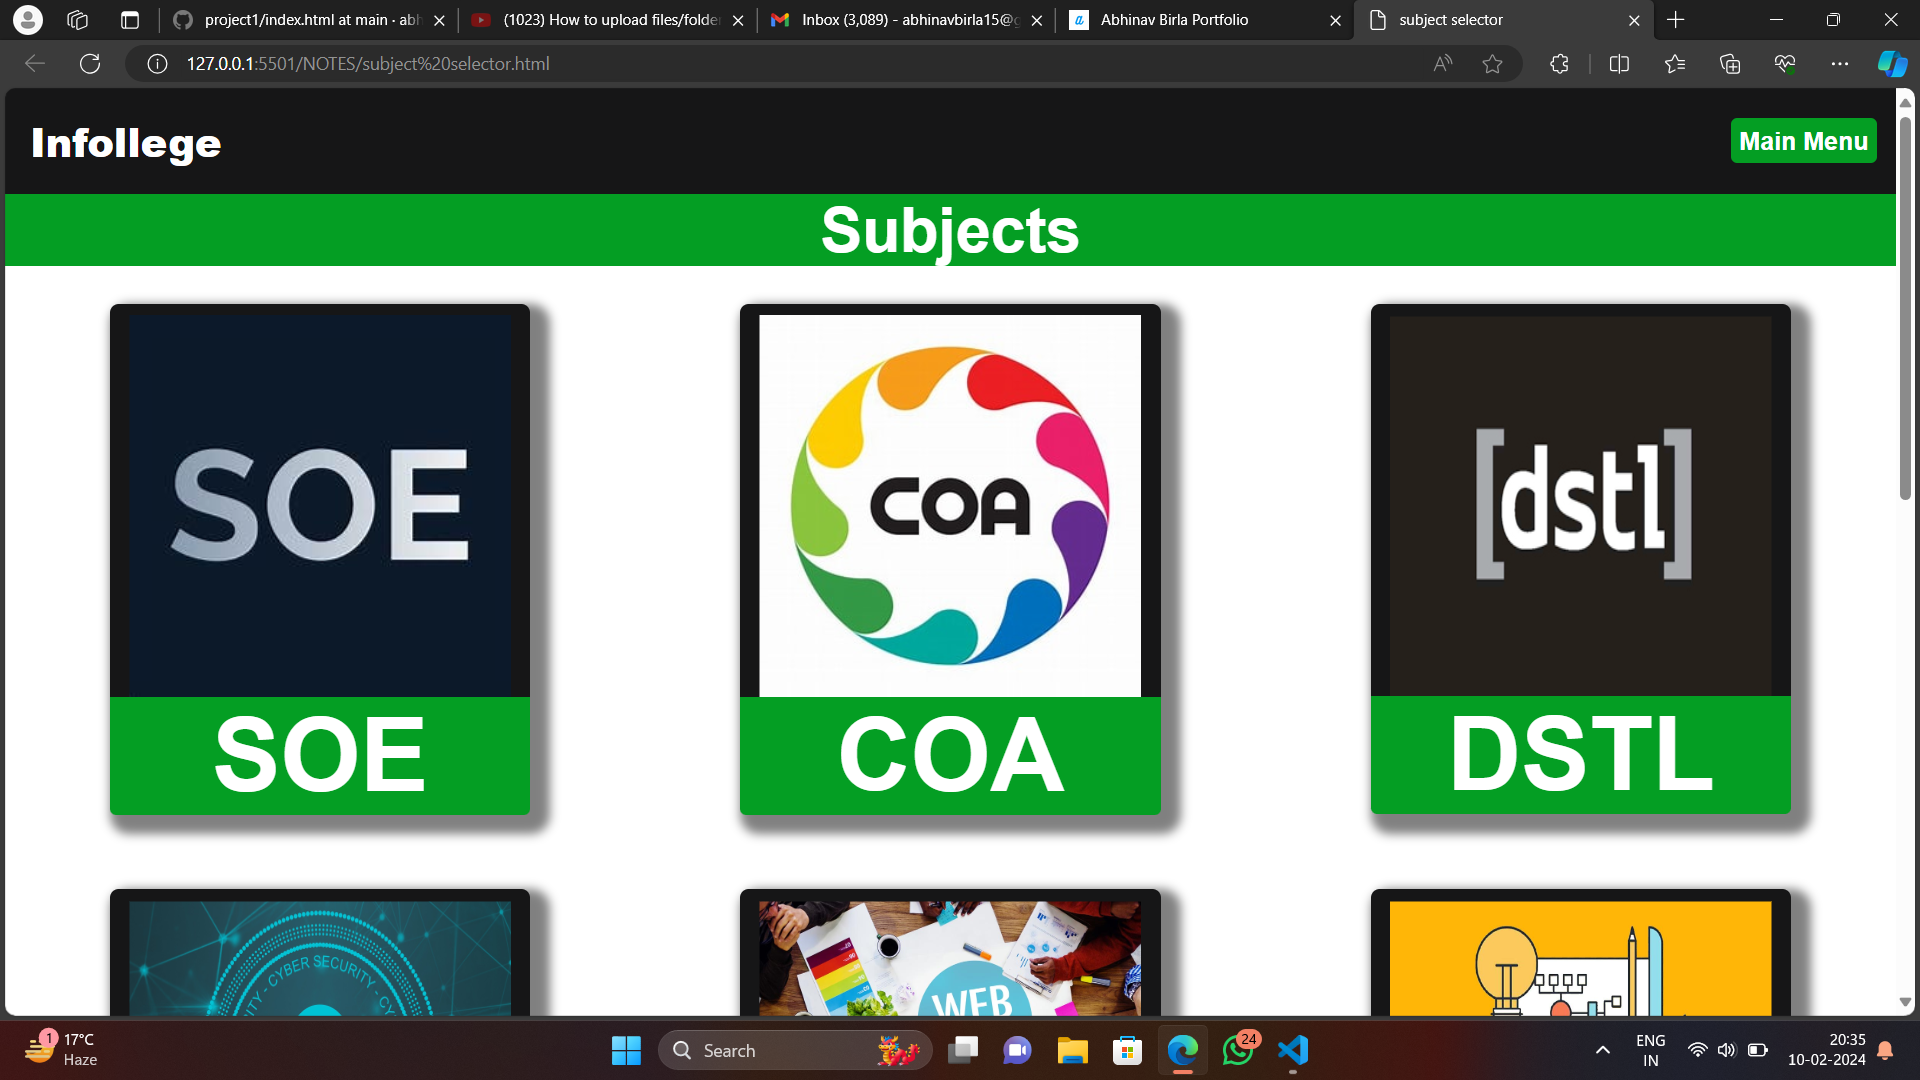 project1/index.html at main · abh
(1023) How to upload files/folder
Inbox (3,089) - abhinavbirla15@g
Abhinav Birla Portfolio
subject selector
127.0.0.1:5501/NOTES/subject%20selector.html
Infollege
Main Menu
Subjects
SOE
COA
[dstl]
SOE
COA
DSTL
CYBER SECURITY
WEB
1
17°C
Haze
Search
24
ENG
IN
20:35
10-02-2024